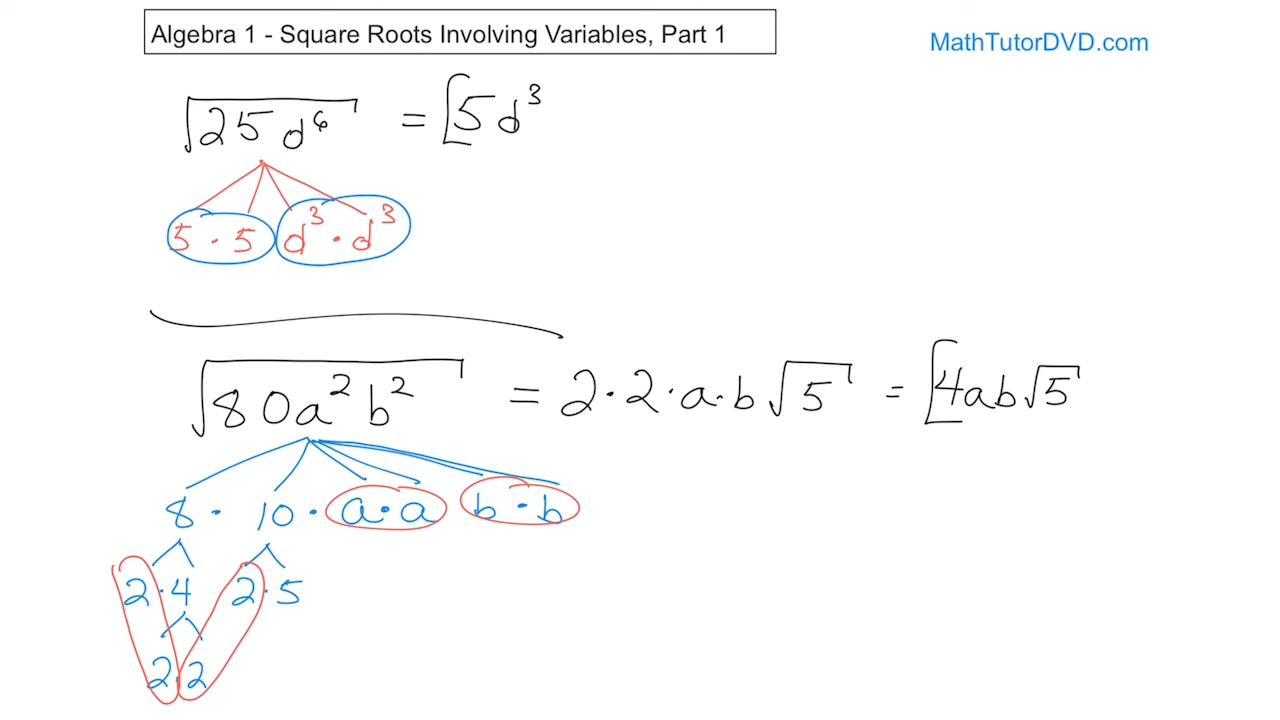 Algebra 1 - Square Roots Involving Variables, Part 1
MathTutorDVD.com
√25d⁶ = 5d³
5 · 5 d³ · d³
√80a²b² = 2·2·a·b√5 = 4ab√5
8 · 10 · a·a b·b
2·4 2·5
2·2